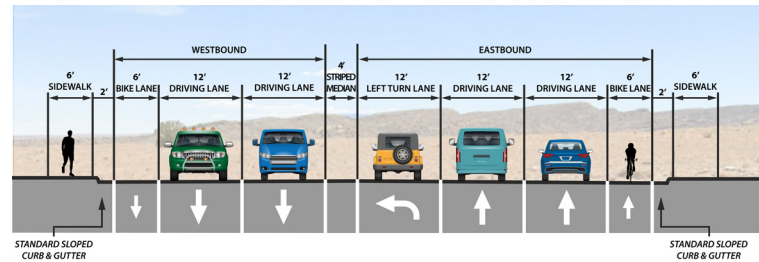 WESTBOUND
EASTBOUND
6'
SIDEWALK
2'
6'
BIKE LANE
12'
DRIVING LANE
12'
DRIVING LANE
4'
STRIPED
MEDIAN
12'
LEFT TURN LANE
12'
DRIVING LANE
12'
DRIVING LANE
6'
BIKE LANE
2'
6'
SIDEWALK
STANDARD SLOPED
CURB & GUTTER
STANDARD SLOPED
CURB & GUTTER